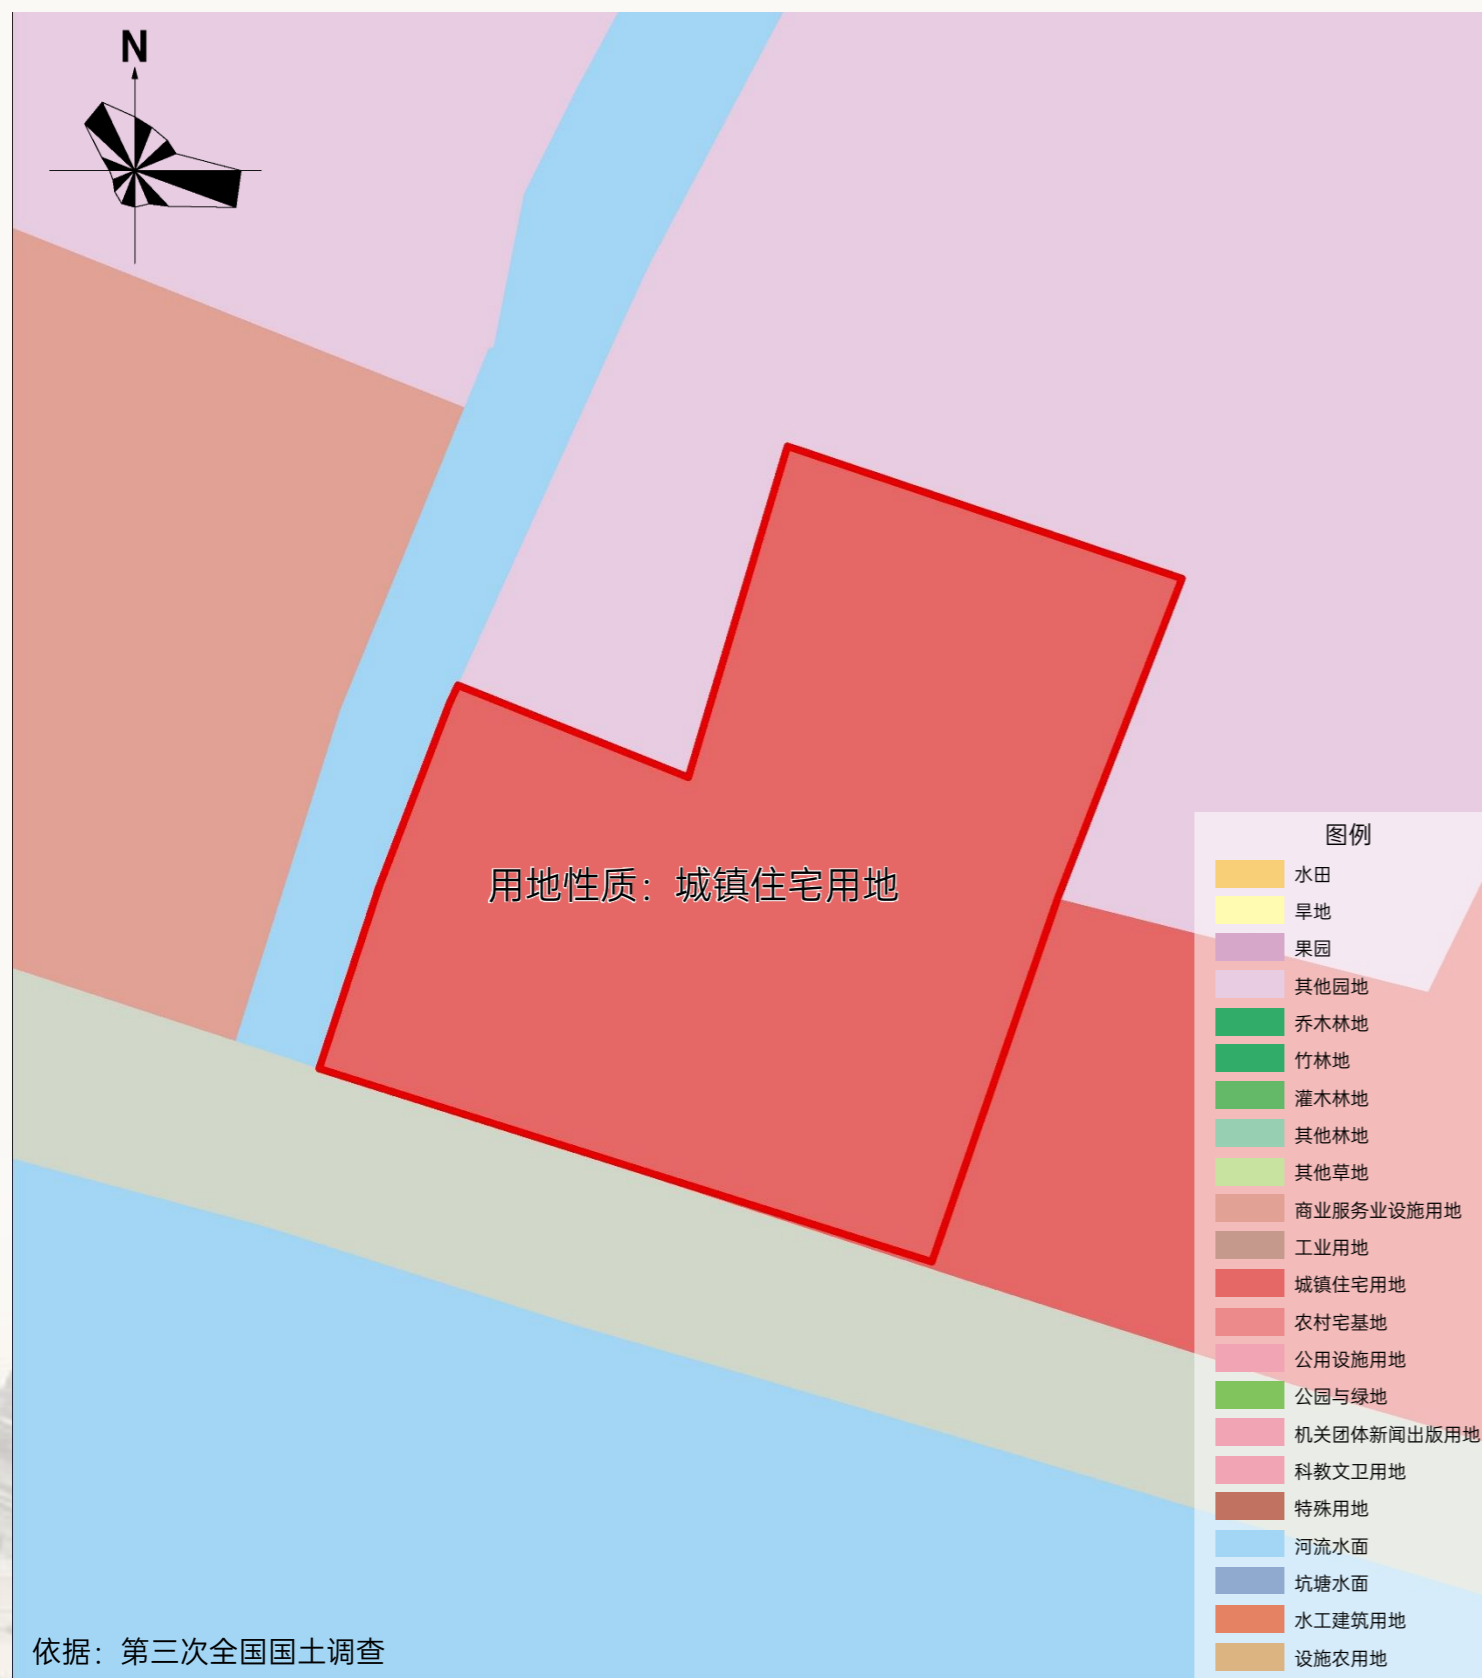 N
用地性质：城镇住宅用地
图例
水田
旱地
果园
其他园地
乔木林地
竹林地
灌木林地
其他林地
其他草地
商业服务业设施用地
工业用地
城镇住宅用地
农村宅基地
公用设施用地
公园与绿地
机关团体新闻出版用地
科教文卫用地
特殊用地
河流水面
坑塘水面
水工建筑用地
设施农用地
依据：第三次全国国土调查